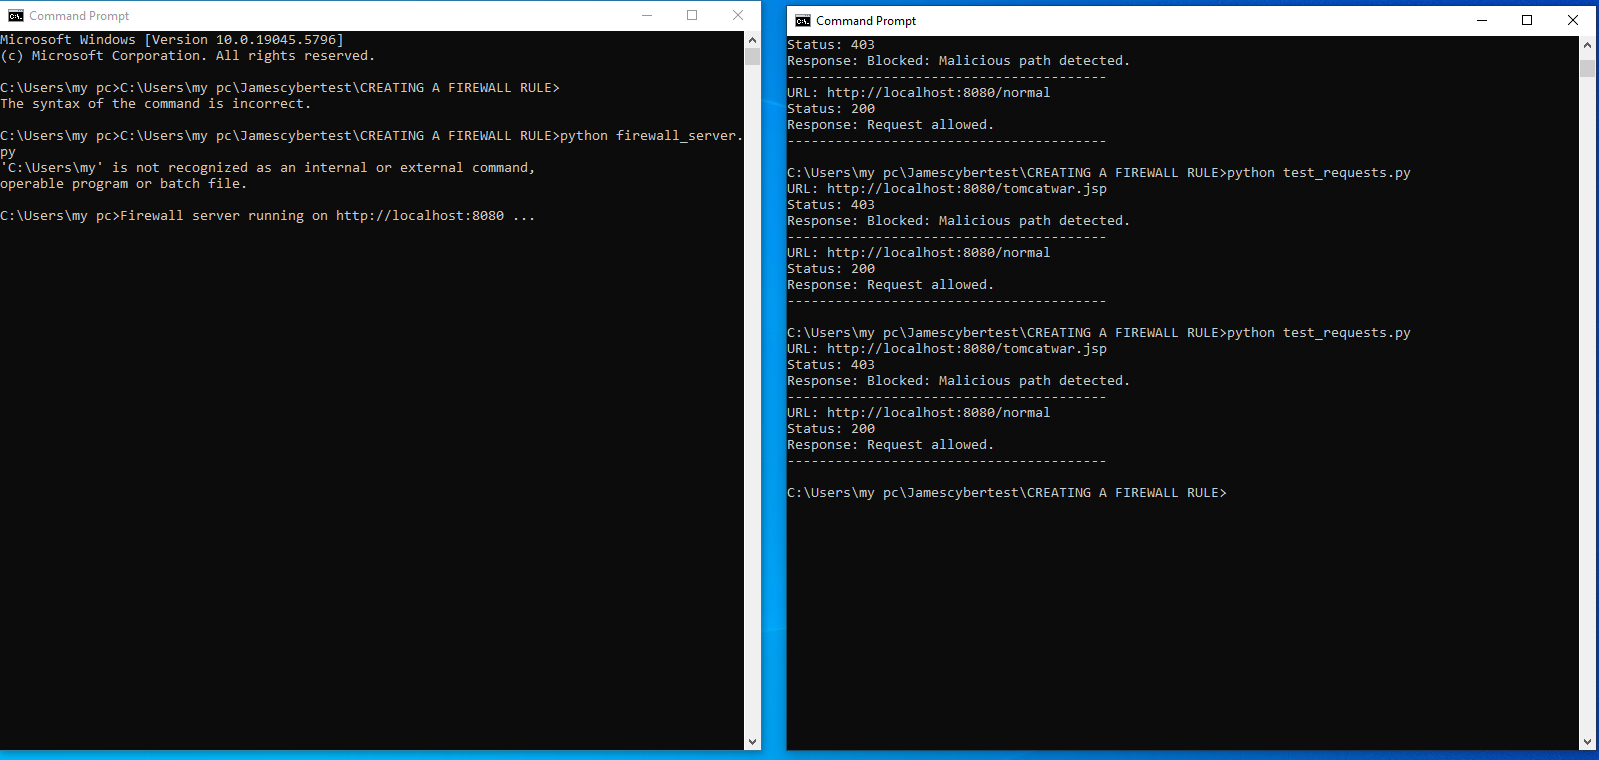 Command Prompt
Microsoft Windows [Version 10.0.19045.5796]
(c) Microsoft Corporation. All rights reserved.
C:\Users\my pc>C:\Users\my pc\Jamescybertest\CREATING A FIREWALL RULE>
The syntax of the command is incorrect.
C:\Users\my pc>C:\Users\my pc\Jamescybertest\CREATING A FIREWALL RULE>python firewall_server.
py
'C:\Users\my' is not recognized as an internal or external command,
operable program or batch file.
C:\Users\my pc>Firewall server running on http://localhost:8080 ...
Command Prompt
Status: 403
Response: Blocked: Malicious path detected.
----------------------------------------
URL: http://localhost:8080/normal
Status: 200
Response: Request allowed.
----------------------------------------
C:\Users\my pc\Jamescybertest\CREATING A FIREWALL RULE>python test_requests.py
URL: http://localhost:8080/tomcatwar.jsp
Status: 403
Response: Blocked: Malicious path detected.
----------------------------------------
URL: http://localhost:8080/normal
Status: 200
Response: Request allowed.
----------------------------------------
C:\Users\my pc\Jamescybertest\CREATING A FIREWALL RULE>python test_requests.py
URL: http://localhost:8080/tomcatwar.jsp
Status: 403
Response: Blocked: Malicious path detected.
----------------------------------------
URL: http://localhost:8080/normal
Status: 200
Response: Request allowed.
----------------------------------------
C:\Users\my pc\Jamescybertest\CREATING A FIREWALL RULE>